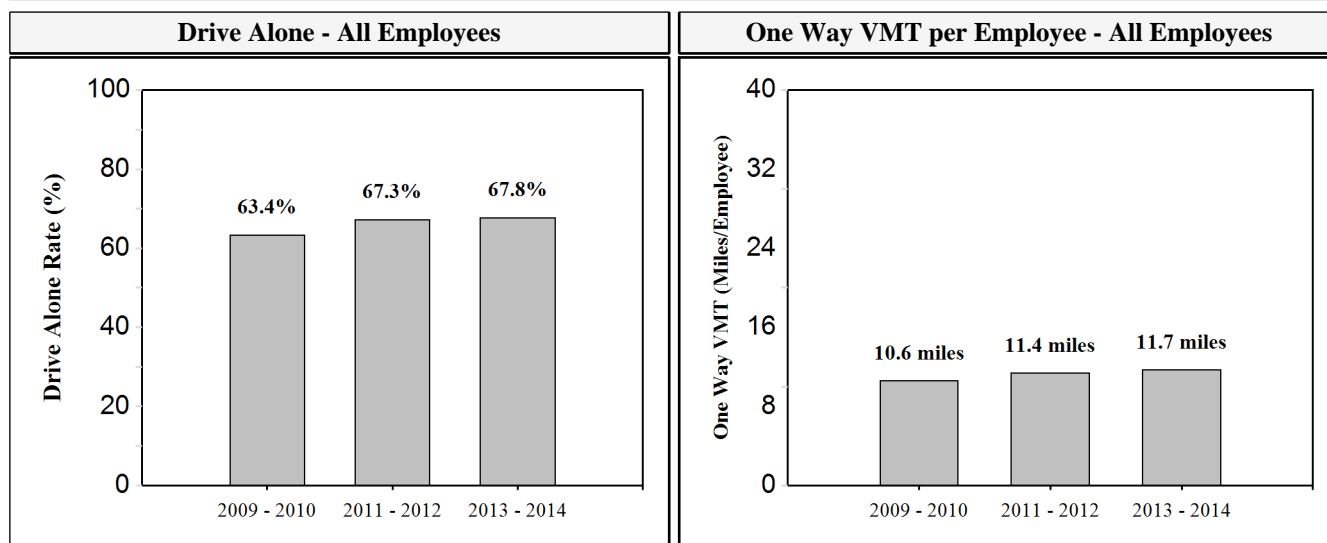 Drive Alone - All Employees
100
80
60
40
20
0
Drive Alone Rate (%)
63.4%
67.3%
67.8%
2009 - 2010
2011 - 2012
2013 - 2014
One Way VMT per Employee - All Employees
40
32
24
16
8
0
One Way VMT (Miles/Employee)
10.6 miles
11.4 miles
11.7 miles
2009 - 2010
2011 - 2012
2013 - 2014